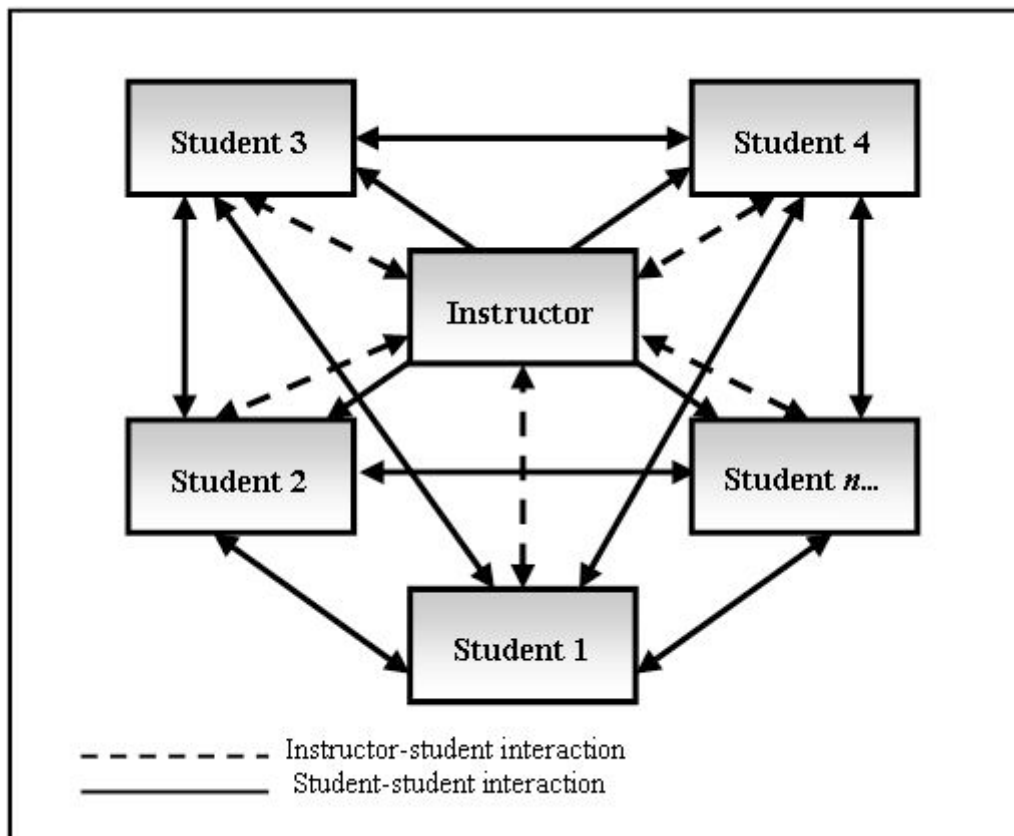 Student 3
Student 4
Instructor
Student 2
Student n...
Student 1
Instructor-student interaction
Student-student interaction